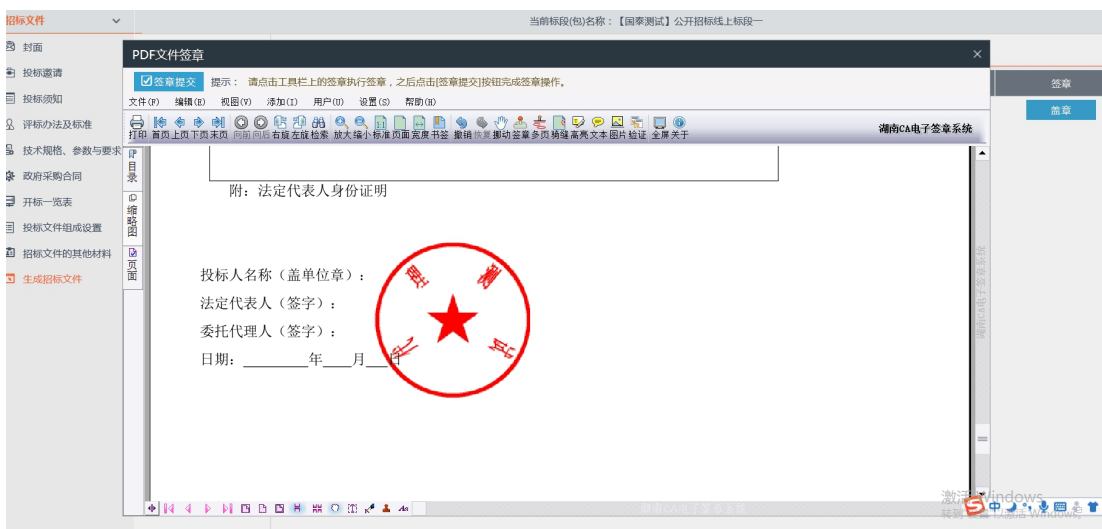 招标文件
当前标段(包)名称：【国泰测试】公开招标线上标段一
封面
投标邀请
投标须知
评标办法及标准
技术规格、参数与要求
政府采购合同
开标一览表
投标文件组成设置
招标文件的其他材料
生成招标文件
PDF文件签章
签章提交 提示： 请点击工具栏上的签章执行签章，之后点击[签章提交]按钮完成签章操作。
文件(F) 编辑(E) 视图(V) 添加(I) 用户(U) 设置(S) 帮助(H)
打印 首页 上页 下页 末页 向前 向后 右旋 左旋 检索 放大 缩小 标准 页面 宽度 书签 撤销 恢复 挪动 签章 多页 骑缝 高亮 文本 图片 验证 全屏 关于
湖南CA电子签章系统
目录
缩略图
页面
附：法定代表人身份证明
投标人名称（盖单位章）：
法定代表人（签字）：
委托代理人（签字）：
日期：_________年____月___日
测
试
签章
盖章
湖南CA电子签章系统
湖南CA电子签章系统
中